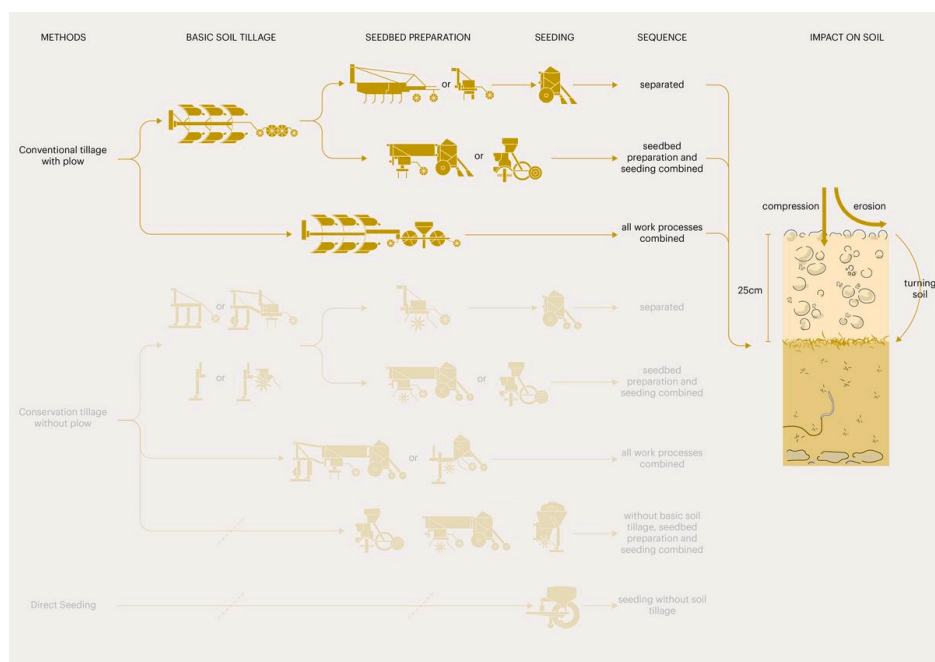 METHODS
BASIC SOIL TILLAGE
SEEDBED PREPARATION
SEEDING
SEQUENCE
IMPACT ON SOIL
Conventional tillage
with plow
or
separated
or
seedbed
preparation and
seeding combined
all work processes
combined
compression
erosion
25cm
turning
soil
Conservation tillage
without plow
or
separated
or
or
seedbed
preparation and
seeding combined
or
all work processes
combined
without basic soil
tillage, seedbed
preparation and
seeding combined
Direct Seeding
seeding without soil
tillage